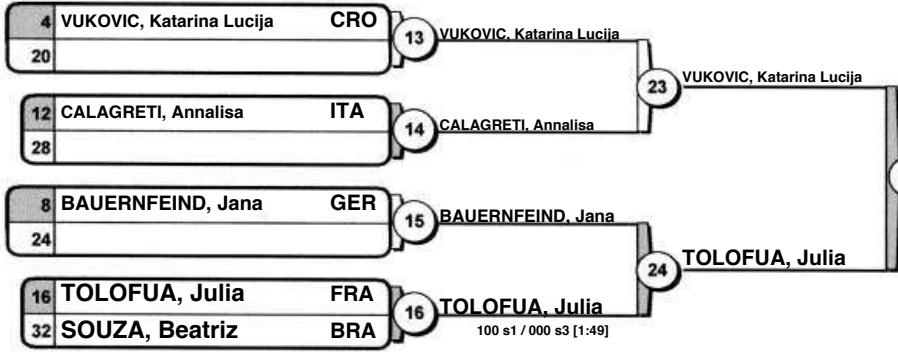 4 VUKOVIC, Katarina Lucija CRO
20
13 VUKOVIC, Katarina Lucija
12 CALAGRETI, Annalisa ITA
28
14 CALAGRETI, Annalisa
23 VUKOVIC, Katarina Lucija
8 BAUERNFEIND, Jana GER
24
15 BAUERNFEIND, Jana
16 TOLOFUA, Julia FRA
32 SOUZA, Beatriz BRA
16 TOLOFUA, Julia
100 s1 / 000 s3 [1:49]
24 TOLOFUA, Julia